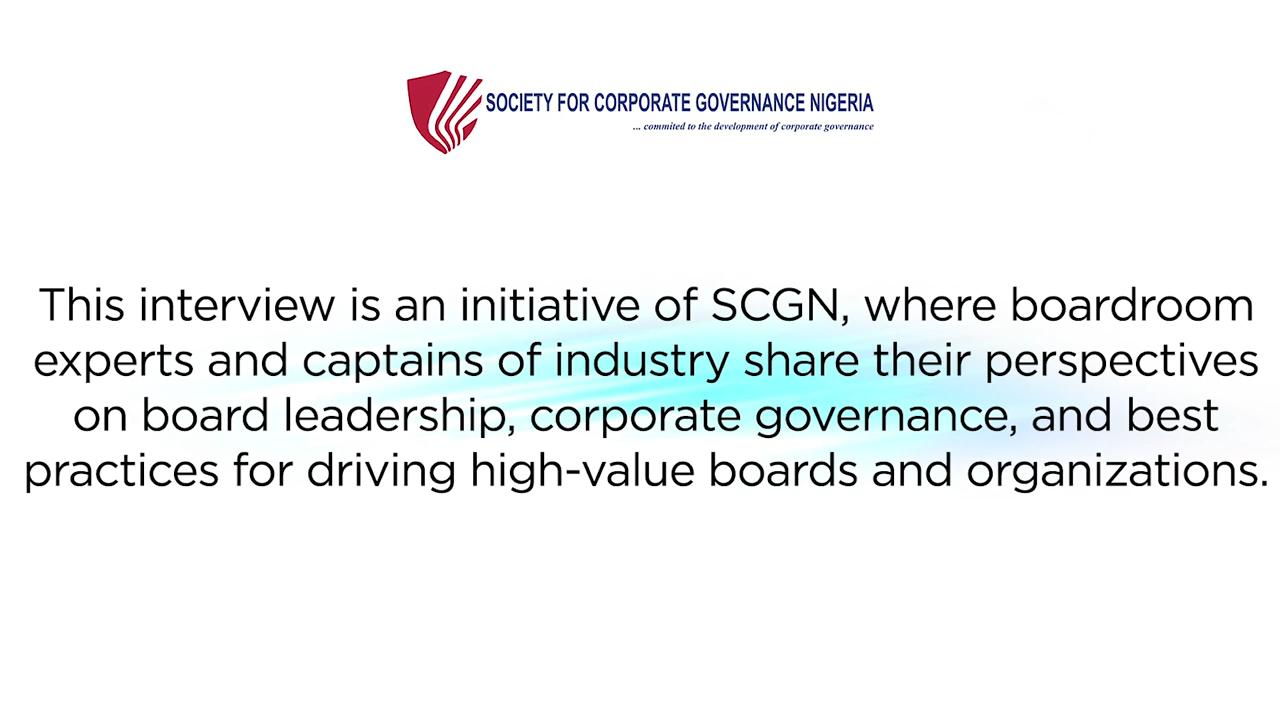 SOCIETY FOR CORPORATE GOVERNANCE NIGERIA
... commited to the development of corporate governance
This interview is an initiative of SCGN, where boardroom
experts and captains of industry share their perspectives
on board leadership, corporate governance, and best
practices for driving high-value boards and organizations.